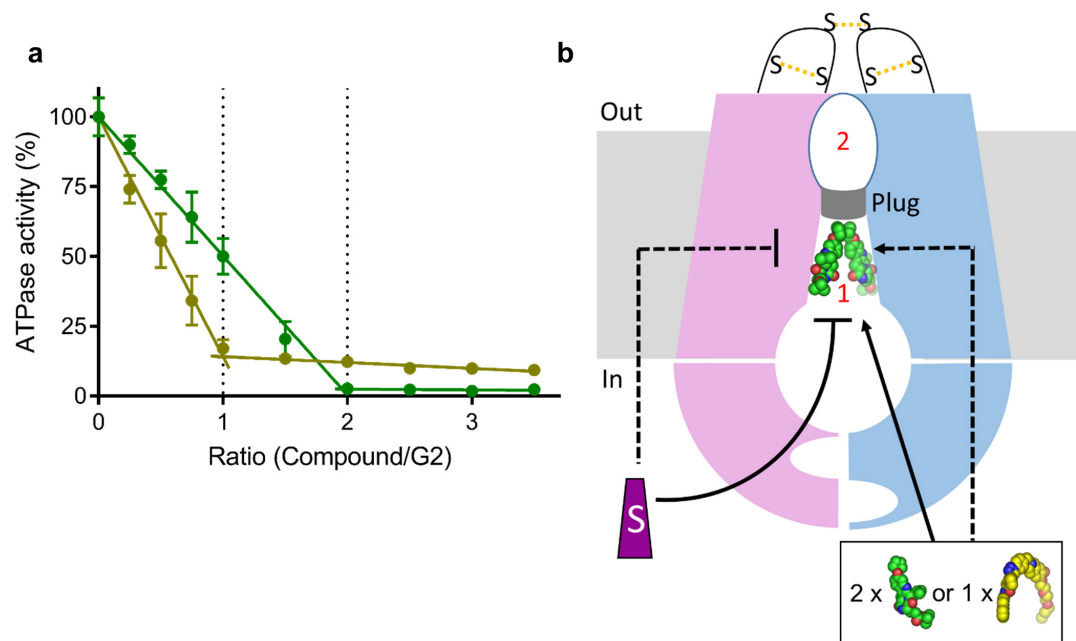 a
ATPase activity (%)
100
75
50
25
0
0 1 2 3
Ratio (Compound/G2)
b
S S
S S S S
Out
2
Plug
1
In
S
2 x or 1 x